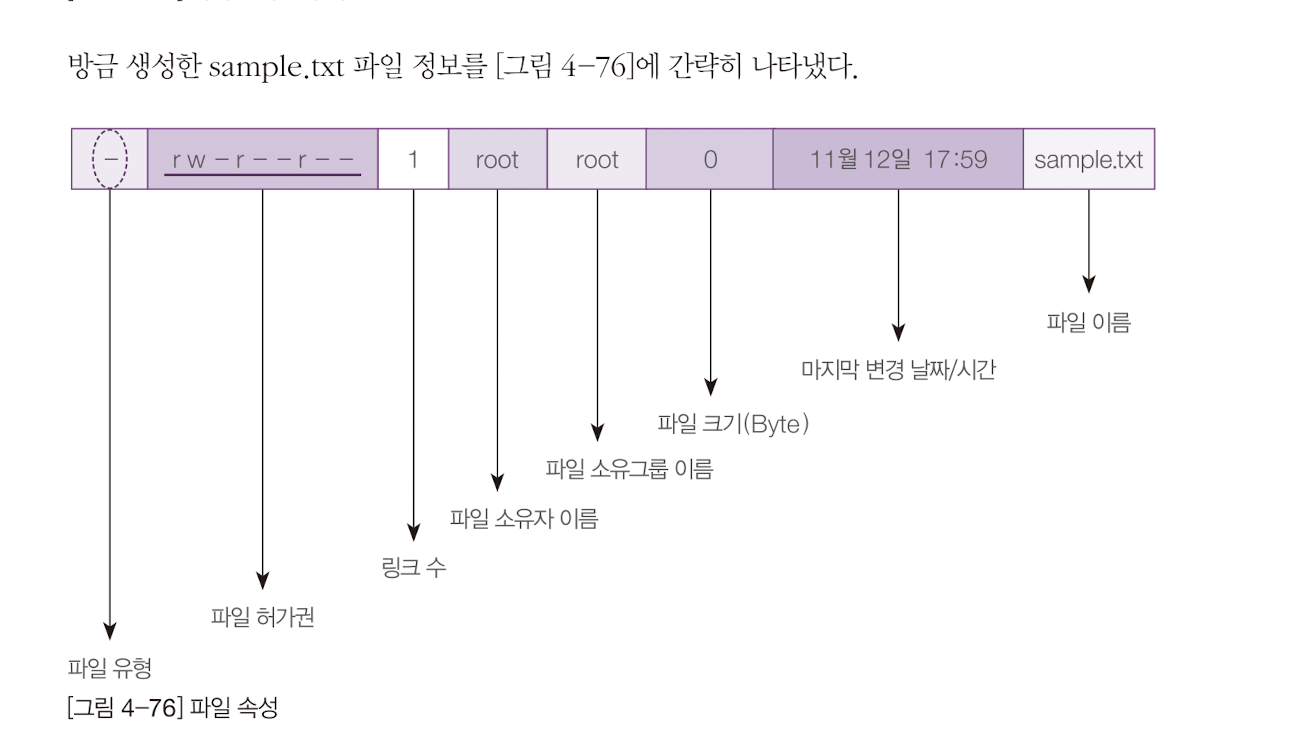 방금 생성한 sample.txt 파일 정보를 [그림 4-76]에 간략히 나타냈다.
- rw-r--r-- 1 root root 0 11월 12일 17:59 sample.txt
파일 이름
마지막 변경 날짜/시간
파일 크기(Byte)
파일 소유그룹 이름
파일 소유자 이름
링크 수
파일 허가권
파일 유형
[그림 4-76] 파일 속성